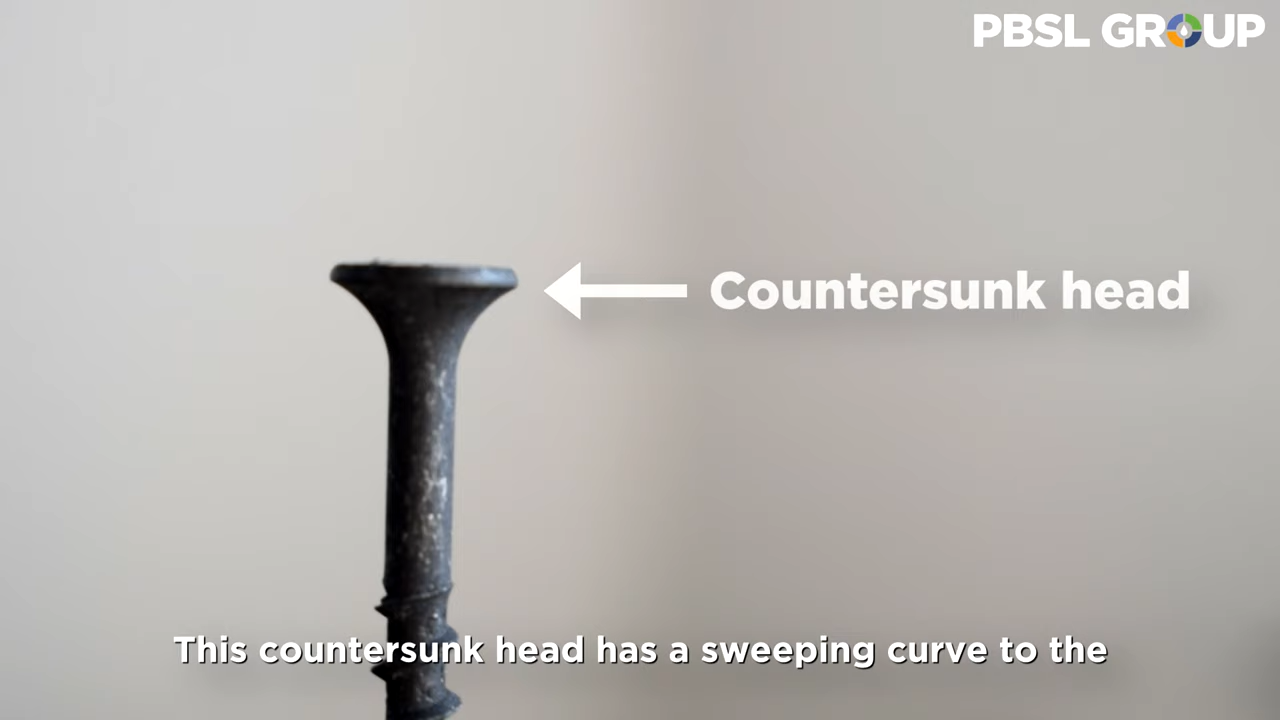 PBSL GROUP
Countersunk head
This countersunk head has a sweeping curve to the